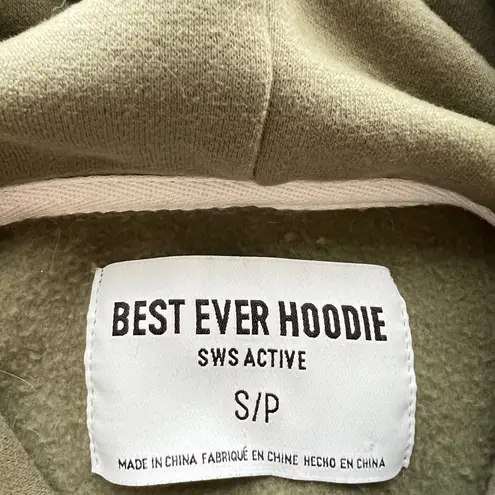 BEST EVER HOODIE
SWS ACTIVE
S/P
MADE IN CHINA FABRIQUÉ EN CHINE HECHO EN CHINA